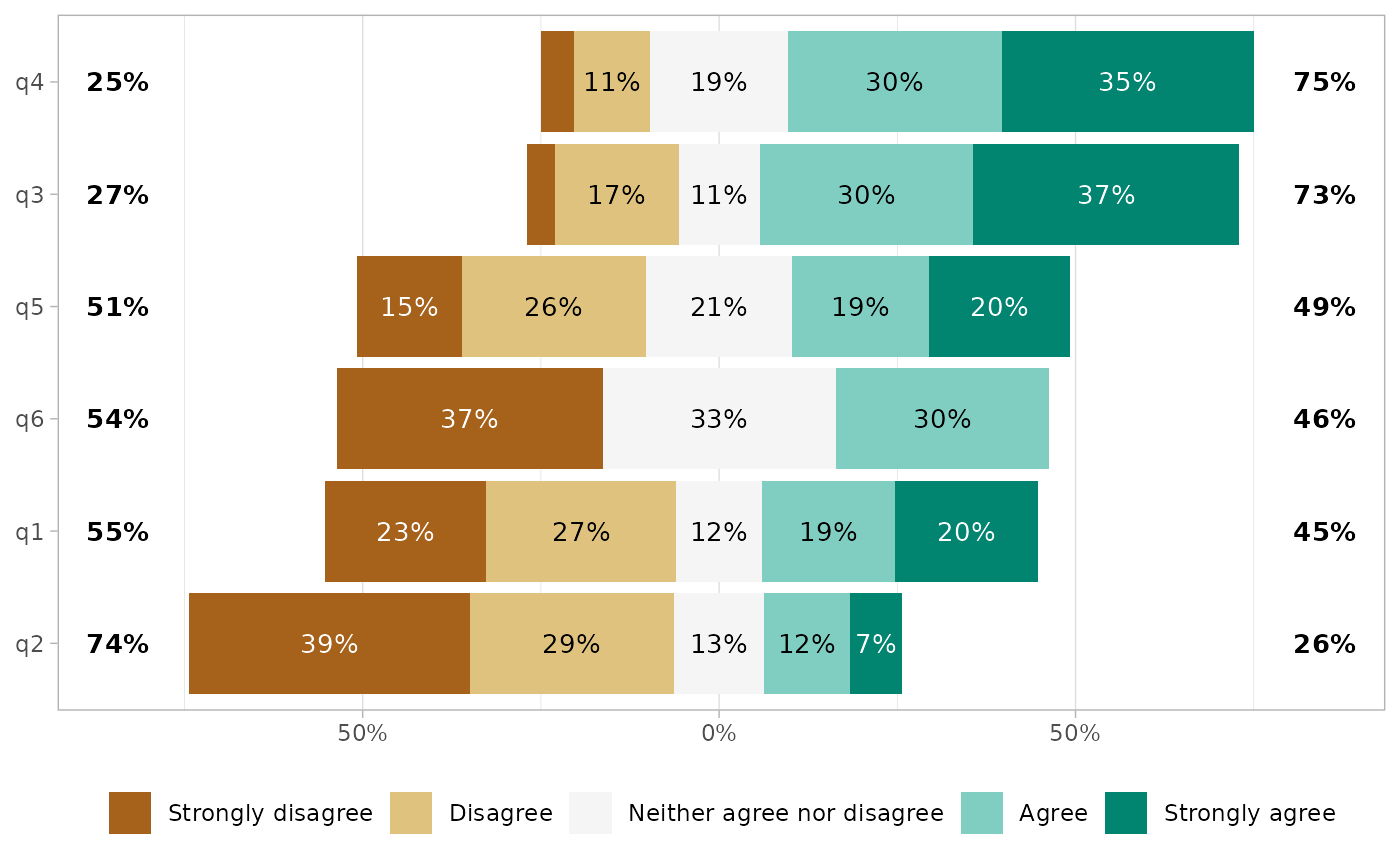 q4 25% 11% 19% 30% 35% 75%
q3 27% 17% 11% 30% 37% 73%
q5 51% 15% 26% 21% 19% 20% 49%
q6 54% 37% 33% 30% 46%
q1 55% 23% 27% 12% 19% 20% 45%
q2 74% 39% 29% 13% 12% 7% 26%
50% 0% 50%
Strongly disagree Disagree Neither agree nor disagree Agree Strongly agree